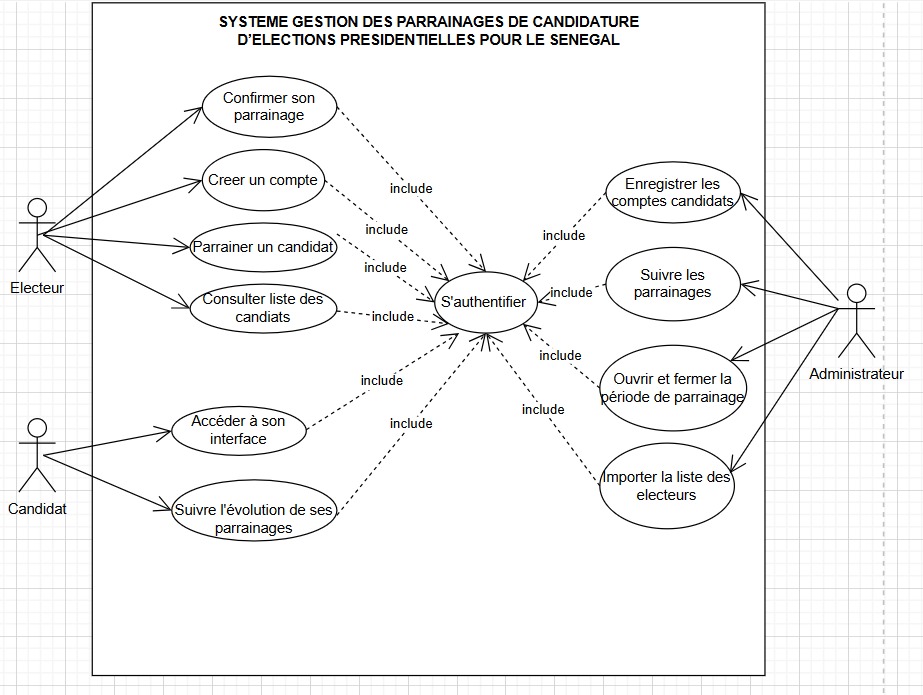 SYSTEME GESTION DES PARRAINAGES DE CANDIDATURE
D'ELECTIONS PRESIDENTIELLES POUR LE SENEGAL
Confirmer son
parrainage
Creer un compte
Parrainer un candidat
Consulter liste des
candiats
Electeur
Accéder à son
interface
Suivre l'évolution de ses
parrainages
Candidat
include
include
include
include
include
include
S'authentifier
include
include
include
include
Enregistrer les
comptes candidats
Suivre les
parrainages
Ouvrir et fermer la
période de parrainage
Importer la liste des
electeurs
Administrateur